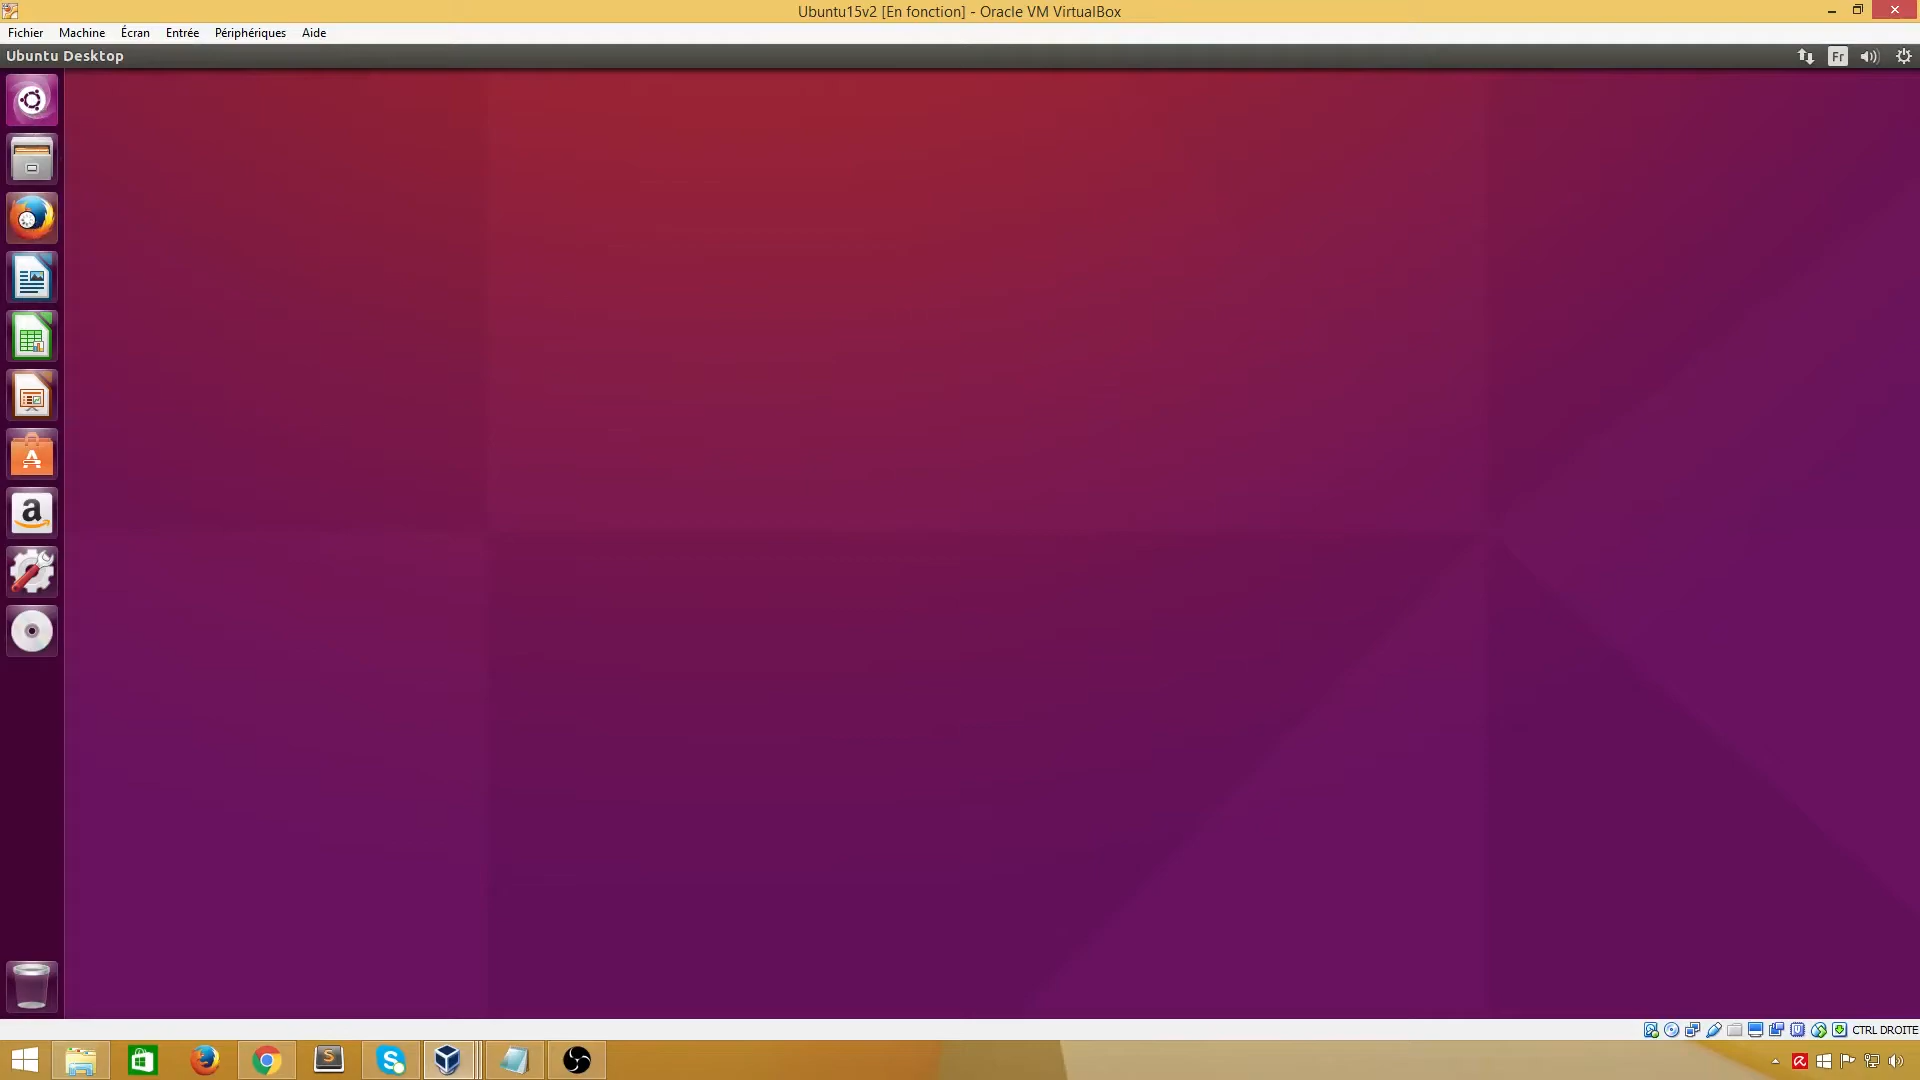 Ubuntu15v2 [En fonction] - Oracle VM VirtualBox
Fichier Machine Écran Entrée Périphériques Aide
Ubuntu Desktop
Fr
A
a
S
CTRL DROITE